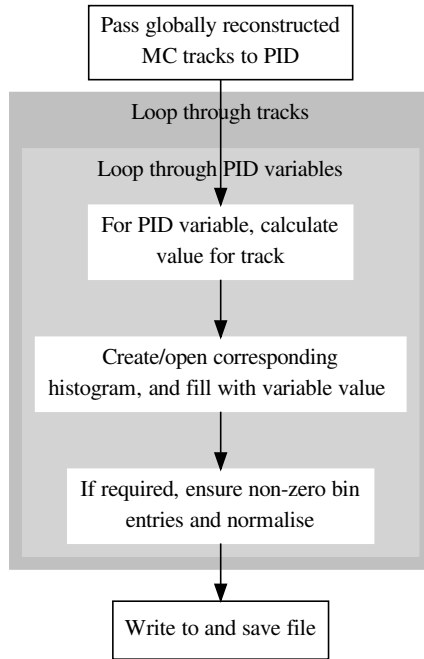 Pass globally reconstructed
MC tracks to PID
Loop through tracks
Loop through PID variables
For PID variable, calculate
value for track
Create/open corresponding
histogram, and fill with variable value
If required, ensure non-zero bin
entries and normalise
Write to and save file